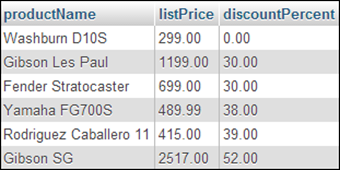 productName listPrice discountPercent
Washburn D10S 299.00 0.00
Gibson Les Paul 1199.00 30.00
Fender Stratocaster 699.00 30.00
Yamaha FG700S 489.99 38.00
Rodriguez Caballero 11 415.00 39.00
Gibson SG 2517.00 52.00